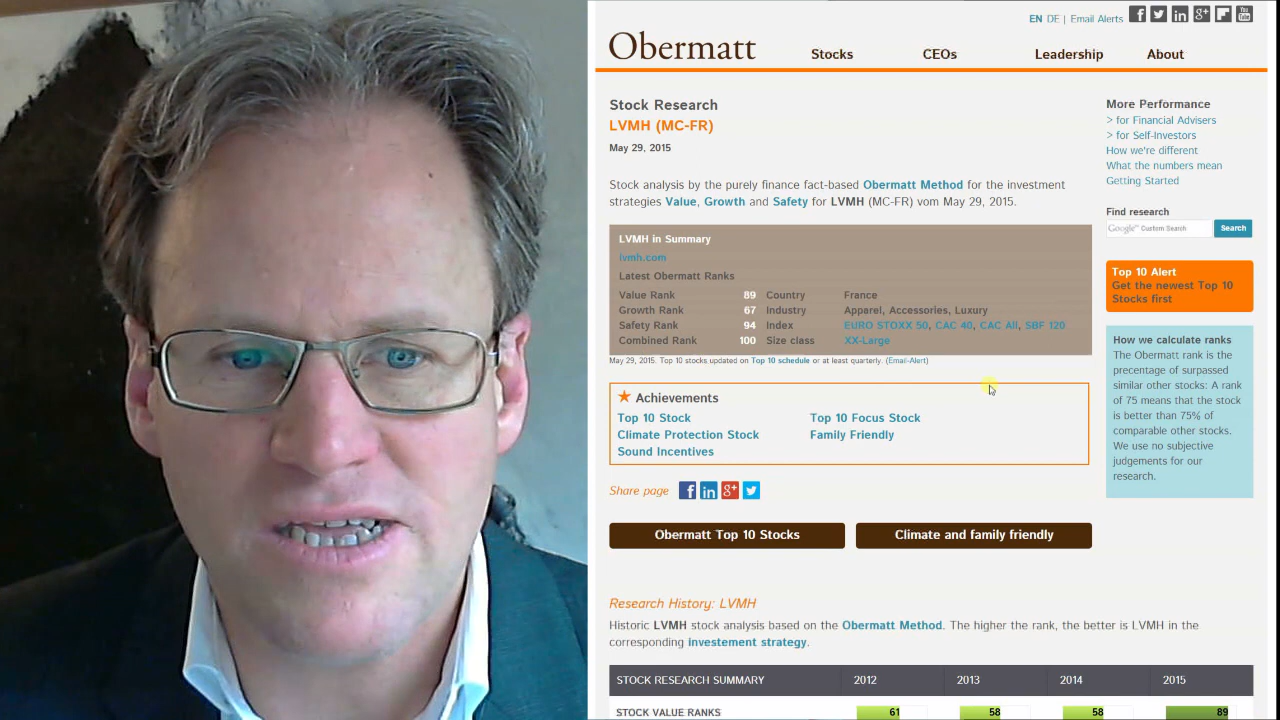 EN DE | Email Alerts
Obermatt
Stocks CEOs Leadership About
Stock Research
LVMH (MC-FR)
May 29, 2015
Stock analysis by the purely finance fact-based Obermatt Method for the investment
strategies Value, Growth and Safety for LVMH (MC-FR) vom May 29, 2015.
LVMH in Summary
lvmh.com
Latest Obermatt Ranks
Value Rank 89 Country France
Growth Rank 67 Industry Apparel, Accessories, Luxury
Safety Rank 94 Index EURO STOXX 50, CAC 40, CAC All, SBF 120
Combined Rank 100 Size class XX-Large
May 29, 2015. Top 10 stocks updated on Top 10 schedule or at least quarterly. (Email-Alert)
Achievements
Top 10 Stock Top 10 Focus Stock
Climate Protection Stock Family Friendly
Sound Incentives
Share page
Obermatt Top 10 Stocks Climate and family friendly
Research History: LVMH
Historic LVMH stock analysis based on the Obermatt Method. The higher the rank, the better is LVMH in the
corresponding investement strategy.
STOCK RESEARCH SUMMARY 2012 2013 2014 2015
STOCK VALUE RANKS 61 58 58 89
More Performance
> for Financial Advisers
> for Self-Investors
How we're different
What the numbers mean
Getting Started
Find research
Google™ Custom Search Search
Top 10 Alert
Get the newest Top 10
Stocks first
How we calculate ranks
The Obermatt rank is the
precentage of surpassed
similar other stocks: A rank
of 75 means that the stock
is better than 75% of
comparable other stocks.
We use no subjective
judgements for our
research.